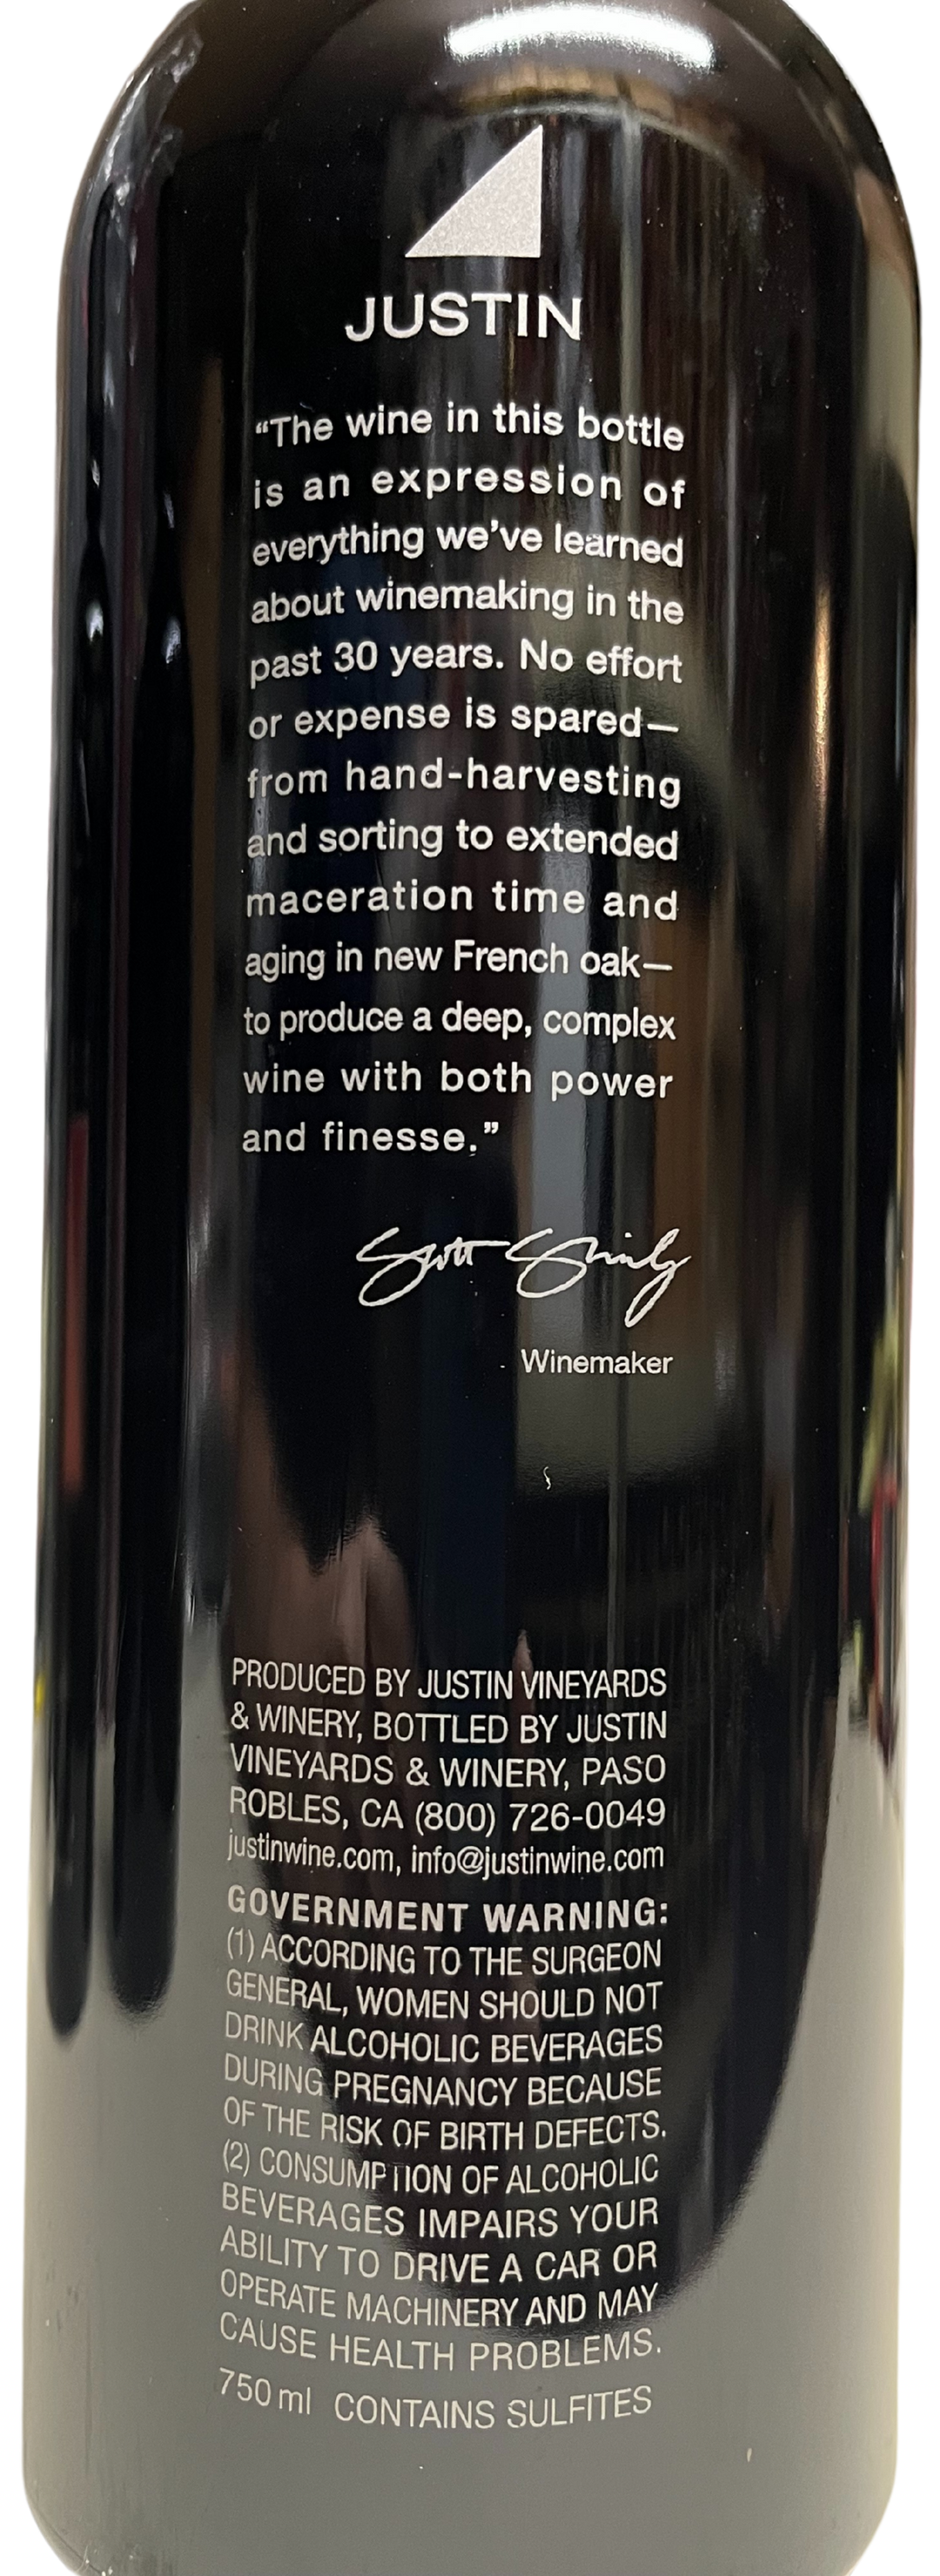 JUSTIN
“The wine in this bottle
is an expression of
everything we’ve learned
about winemaking in the
past 30 years. No effort
or expense is spared—
from hand-harvesting
and sorting to extended
maceration time and
aging in new French oak—
to produce a deep, complex
wine with both power
and finesse.”
Scott
Winemaker
PRODUCED BY JUSTIN VINEYARDS
& WINERY, BOTTLED BY JUSTIN
VINEYARDS & WINERY, PASO
ROBLES, CA (800) 726-0049
justinwine.com, info@justinwine.com
GOVERNMENT WARNING:
(1) ACCORDING TO THE SURGEON
GENERAL, WOMEN SHOULD NOT
DRINK ALCOHOLIC BEVERAGES
DURING PREGNANCY BECAUSE
OF THE RISK OF BIRTH DEFECTS.
(2) CONSUMPTION OF ALCOHOLIC
BEVERAGES IMPAIRS YOUR
ABILITY TO DRIVE A CAR OR
OPERATE MACHINERY AND MAY
CAUSE HEALTH PROBLEMS.
750 ml CONTAINS SULFITES